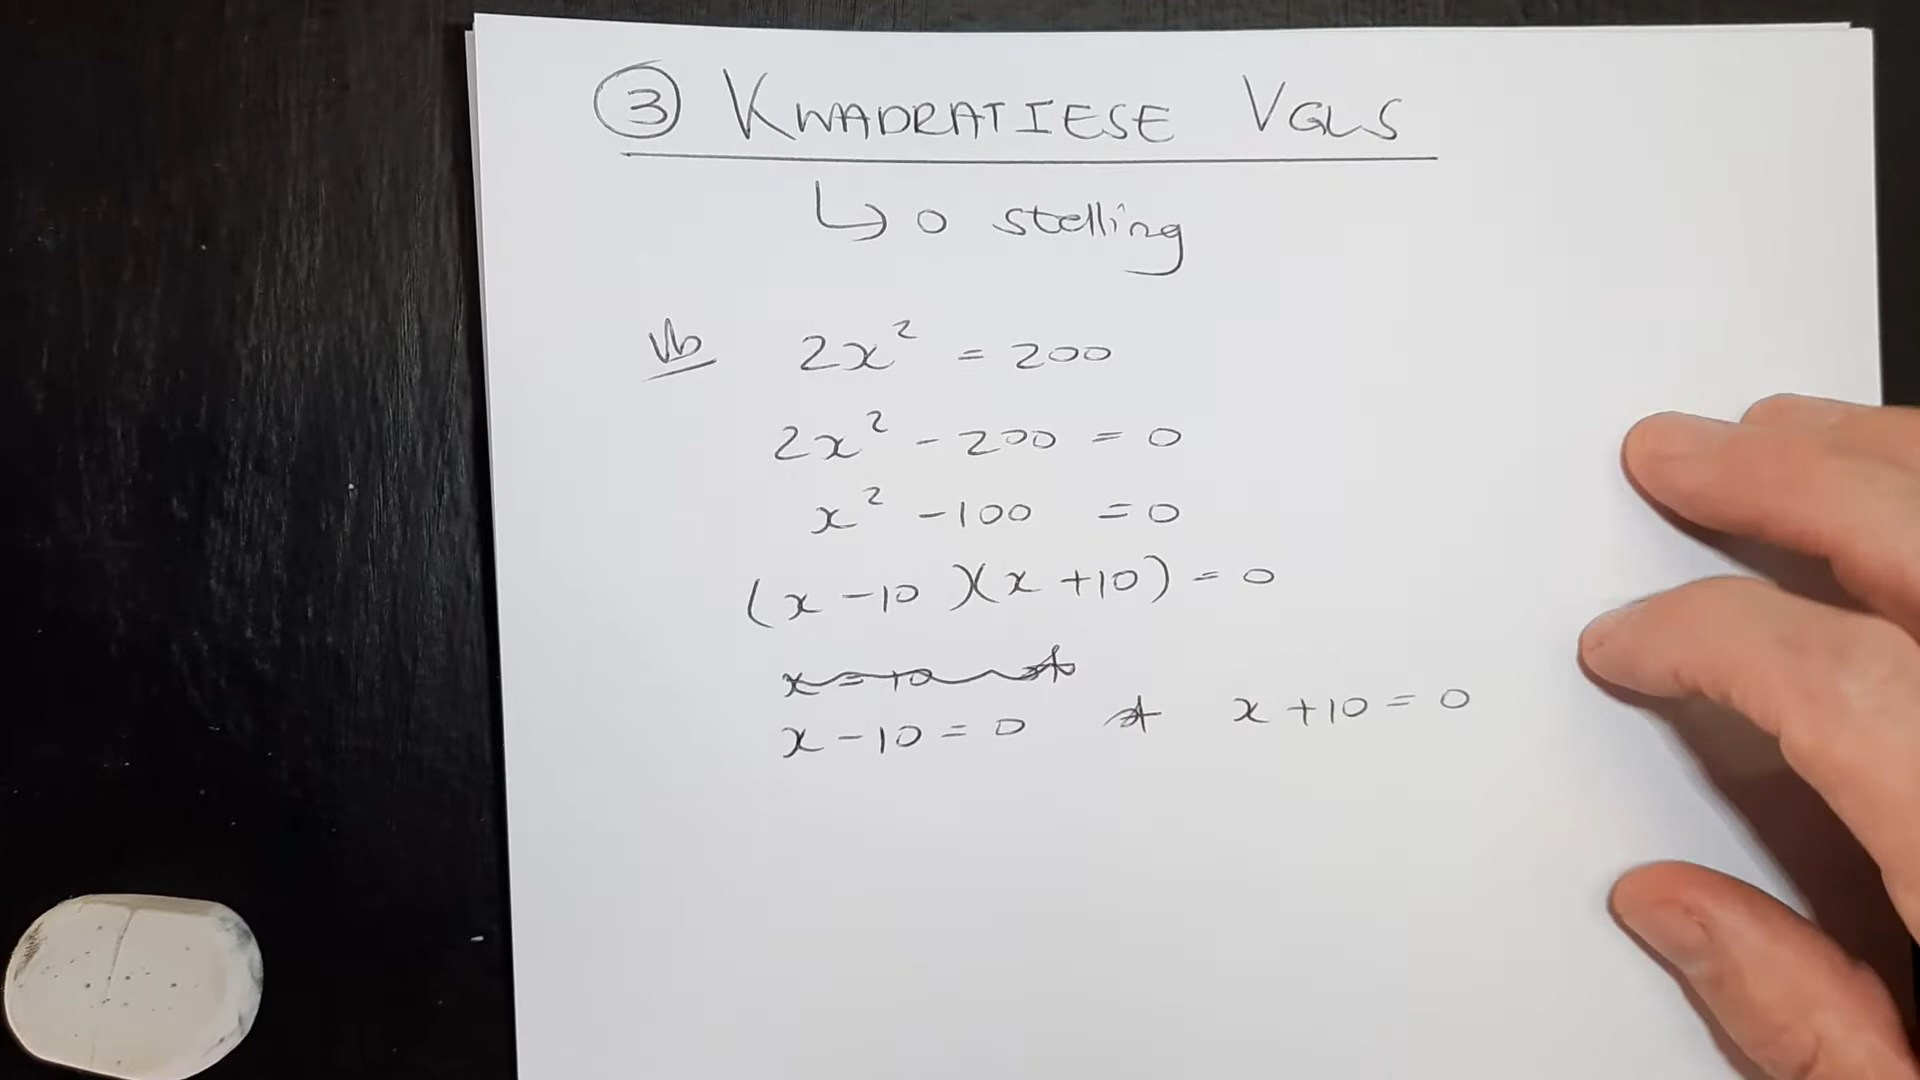 ③ KWADRATIESE VGLS
↳ 0 stelling
Vb 2x² = 200
2x² - 200 = 0
x² - 100 = 0
(x - 10)(x + 10) = 0
x = 10
x - 10 = 0 x + 10 = 0